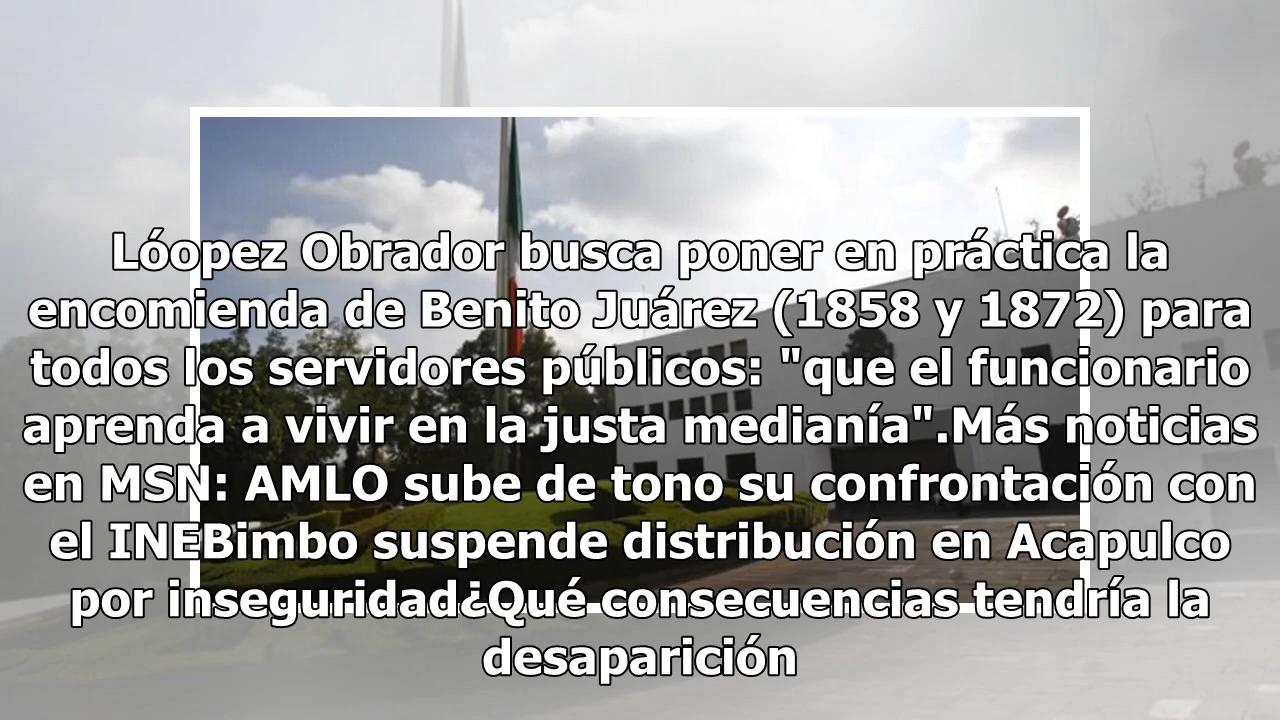 Lóopez Obrador busca poner en práctica la
encomienda de Benito Juárez (1858 y 1872) para
todos los servidores públicos: "que el funcionario
aprenda a vivir en la justa medianía".Más noticias
en MSN: AMLO sube de tono su confrontación con
el INEBimbo suspende distribución en Acapulco
por inseguridad¿Qué consecuencias tendría la
desaparición